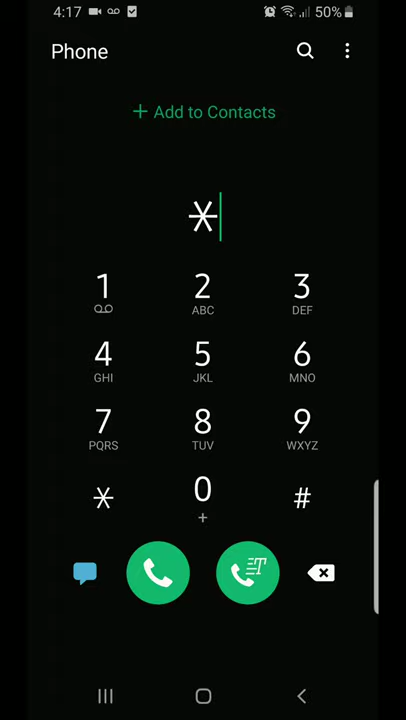 4:17 50%
Phone
+ Add to Contacts
*
1 2 3
ABC DEF
4 5 6
GHI JKL MNO
7 8 9
PQRS TUV WXYZ
* 0 #
+
T